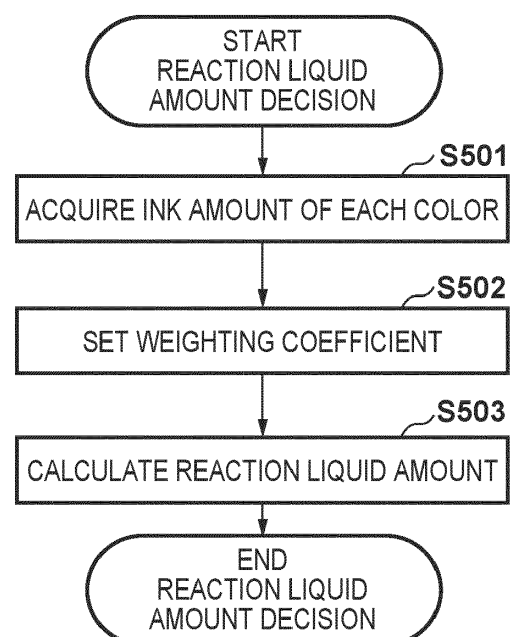 START
REACTION LIQUID
AMOUNT DECISION
S501
ACQUIRE INK AMOUNT OF EACH COLOR
S502
SET WEIGHTING COEFFICIENT
S503
CALCULATE REACTION LIQUID AMOUNT
END
REACTION LIQUID
AMOUNT DECISION